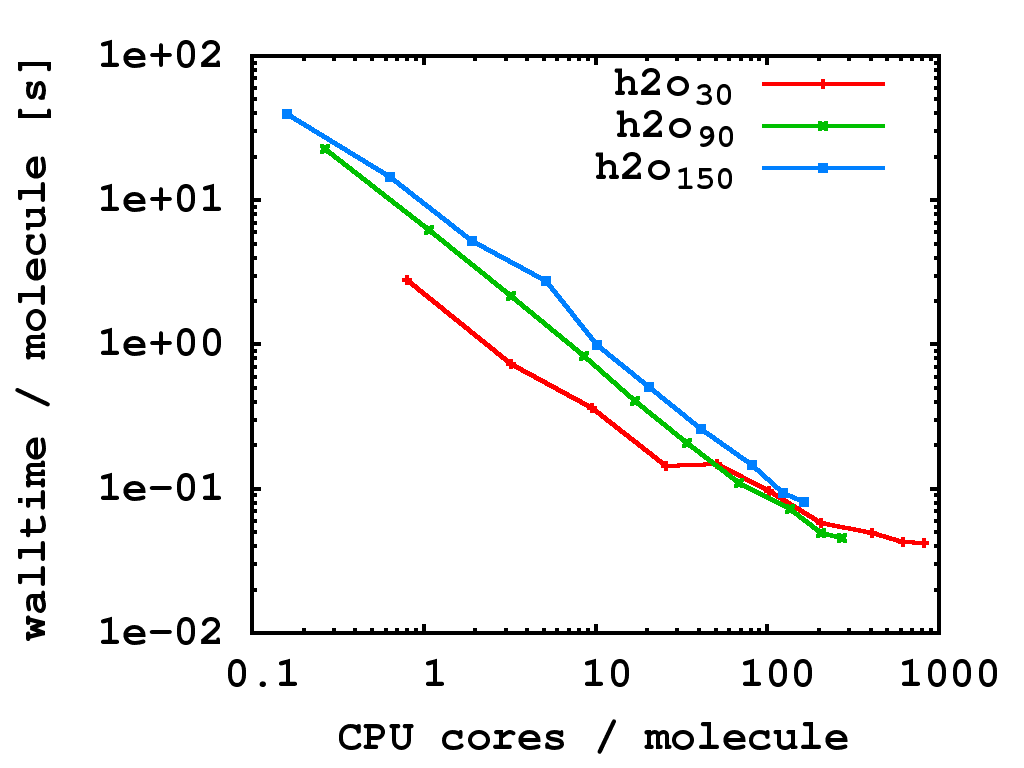 walltime / molecule [s]
1e+02
1e+01
1e+00
1e−01
1e−02
h2o30
h2o90
h2o150
0.1 1 10 100 1000
CPU cores / molecule